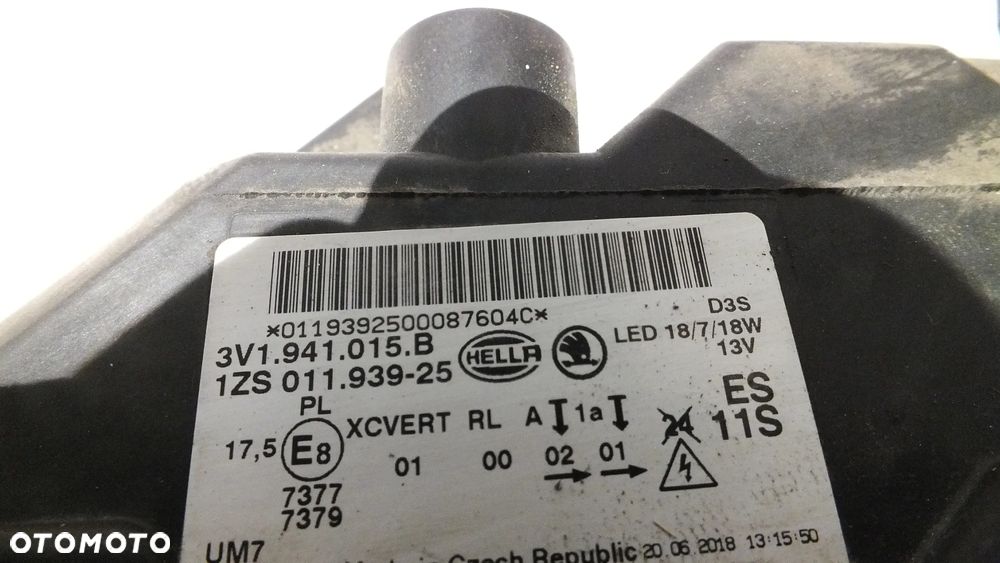 *0119392500087604C*
3V1.941.015.B
1ZS 011.939-25
HELLA
D3S
LED 18/7/18W
13V
ES
11S
PL
17,5 E8 XCVERT RL A 1a 24
01 00 02 01
7377
7379
UM7
Czech Republic 20.06.2018 13:15:50
OTOMOTO